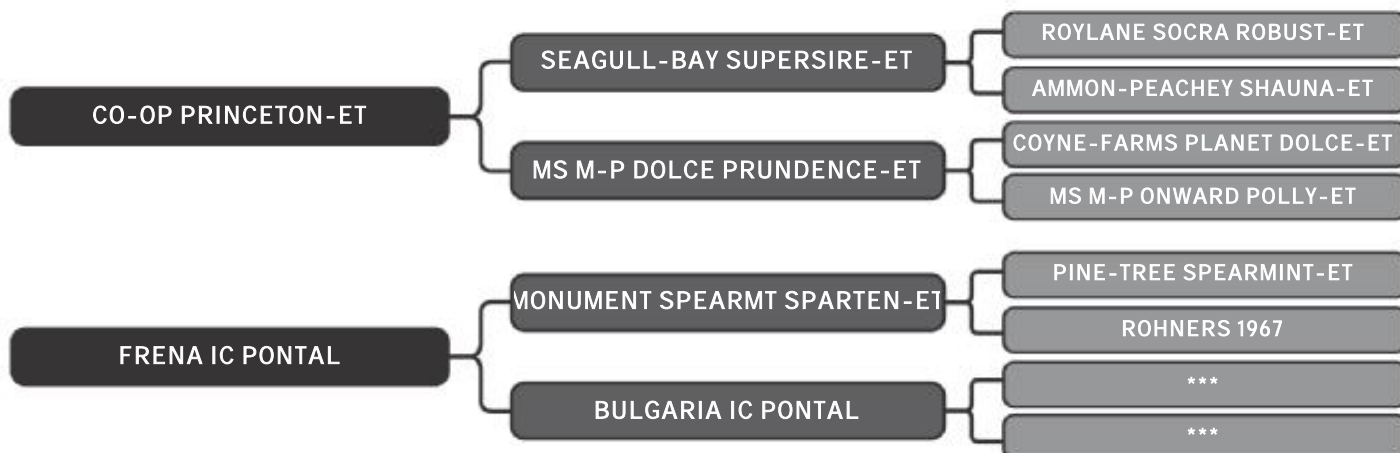 ROYLANE SOCRA ROBUST-ET
SEAGULL-BAY SUPERSIRE-ET
AMMON-PEACHEY SHAUNA-ET
CO-OP PRINCETON-ET
COYNE-FARMS PLANET DOLCE-ET
MS M-P DOLCE PRUNDENCE-ET
MS M-P ONWARD POLLY-ET
PINE-TREE SPEARMINT-ET
MONUMENT SPEARMT SPARTEN-ET
ROHNERS 1967
FRENA IC PONTAL
***
BULGARIA IC PONTAL
***